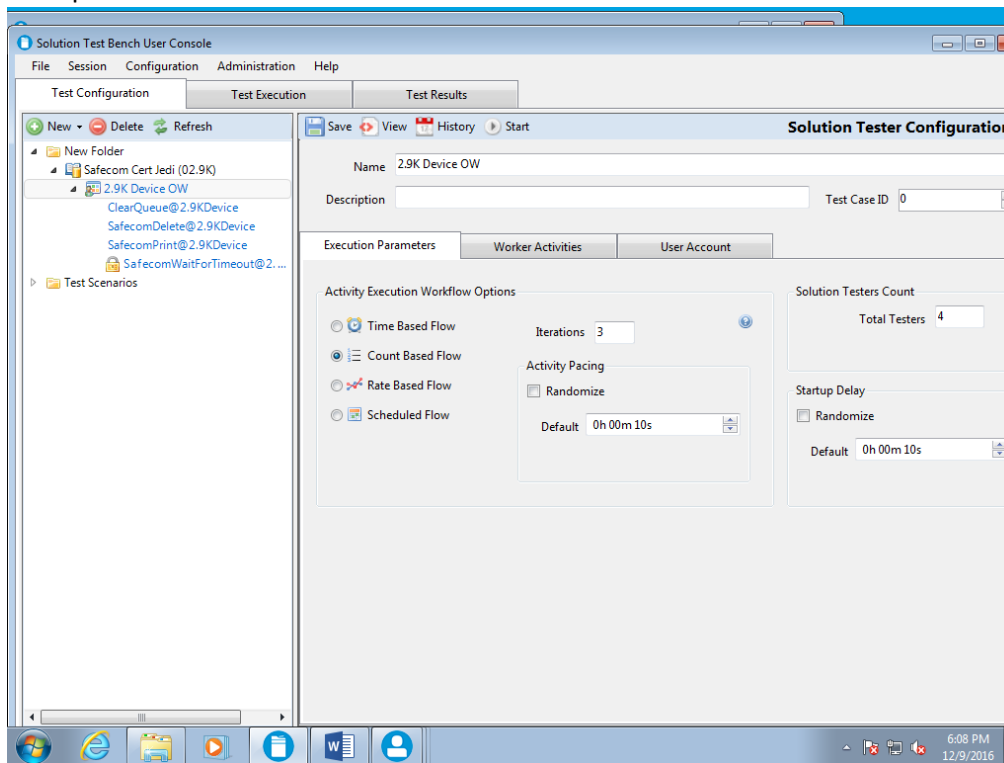 Solution Test Bench User Console
File Session Configuration Administration Help
Test Configuration Test Execution Test Results
New Delete Refresh
Save View History Start
Solution Tester Configuration
New Folder
Safecom Cert Jedi (02.9K)
2.9K Device OW
ClearQueue@2.9KDevice
SafecomDelete@2.9KDevice
SafecomPrint@2.9KDevice
SafecomWaitForTimeout@2....
Test Scenarios
Name 2.9K Device OW
Description
Test Case ID 0
Execution Parameters Worker Activities User Account
Activity Execution Workflow Options
Time Based Flow
Count Based Flow
Rate Based Flow
Scheduled Flow
Iterations 3
Activity Pacing
Randomize
Default 0h 00m 10s
Solution Testers Count
Total Testers 4
Startup Delay
Randomize
Default 0h 00m 10s
6:08 PM
12/9/2016